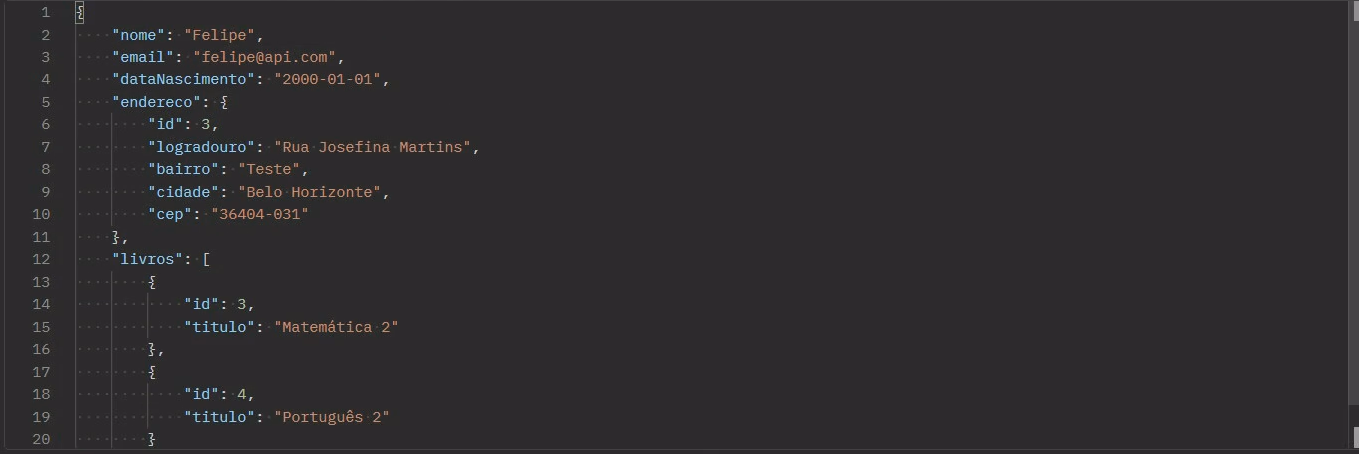 1 {
2 "nome": "Felipe",
3 "email": "felipe@api.com",
4 "dataNascimento": "2000-01-01",
5 "endereco": {
6 "id": 3,
7 "logradouro": "Rua Josefina Martins",
8 "bairro": "Teste",
9 "cidade": "Belo Horizonte",
10 "cep": "36404-031"
11 },
12 "livros": [
13 {
14 "id": 3,
15 "titulo": "Matemática 2"
16 },
17 {
18 "id": 4,
19 "titulo": "Português 2"
20 }